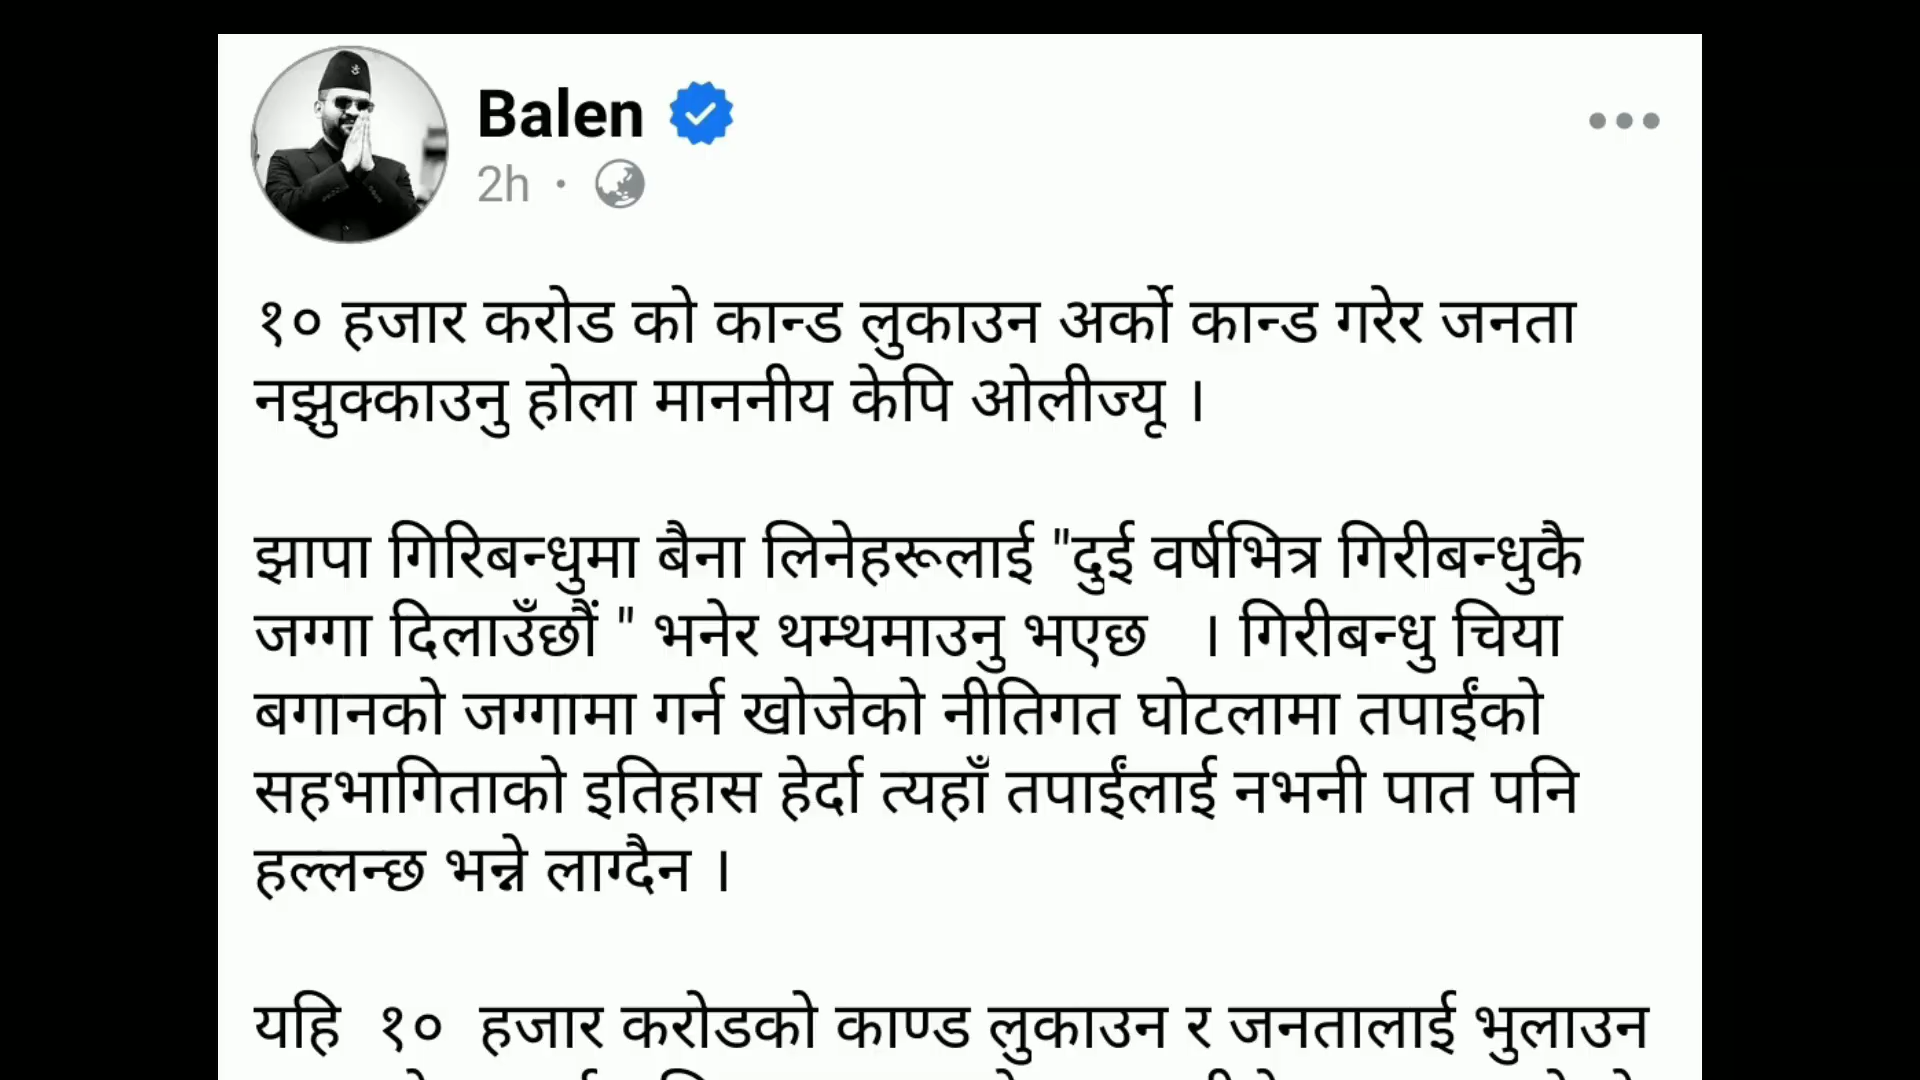 Balen
2h ·
१० हजार करोड को कान्ड लुकाउन अर्को कान्ड गरेर जनता
नझुक्काउनु होला माननीय केपि ओलीज्यू ।
झापा गिरिबन्धुमा बैना लिनेहरूलाई "दुई वर्षभित्र गिरीबन्धुकै
जग्गा दिलाउँछौं " भनेर थम्थमाउनु भएछ । गिरीबन्धु चिया
बगानको जग्गामा गर्न खोजेको नीतिगत घोटलामा तपाईंको
सहभागिताको इतिहास हेर्दा त्यहाँ तपाईंलाई नभनी पात पनि
हल्लन्छ भन्ने लाग्दैन ।
यहि १० हजार करोडको काण्ड लुकाउन र जनतालाई भुलाउन